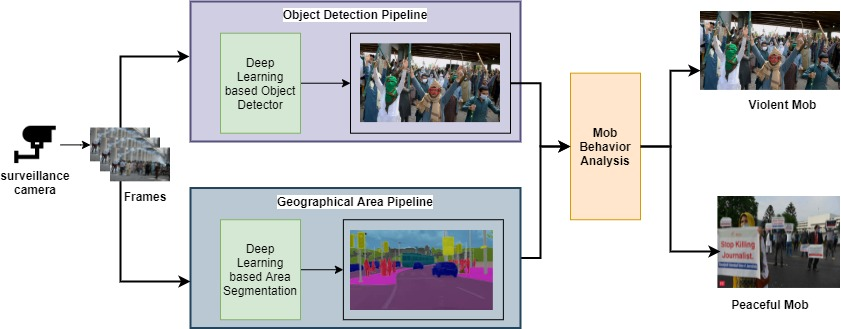 Object Detection Pipeline
Deep
Learning
based Object
Detector
surveillance
camera
Frames
Geographical Area Pipeline
Deep
Learning
based Area
Segmentation
Mob
Behavior
Analysis
Violent Mob
Stop Killing
Journalist.
Peaceful Mob